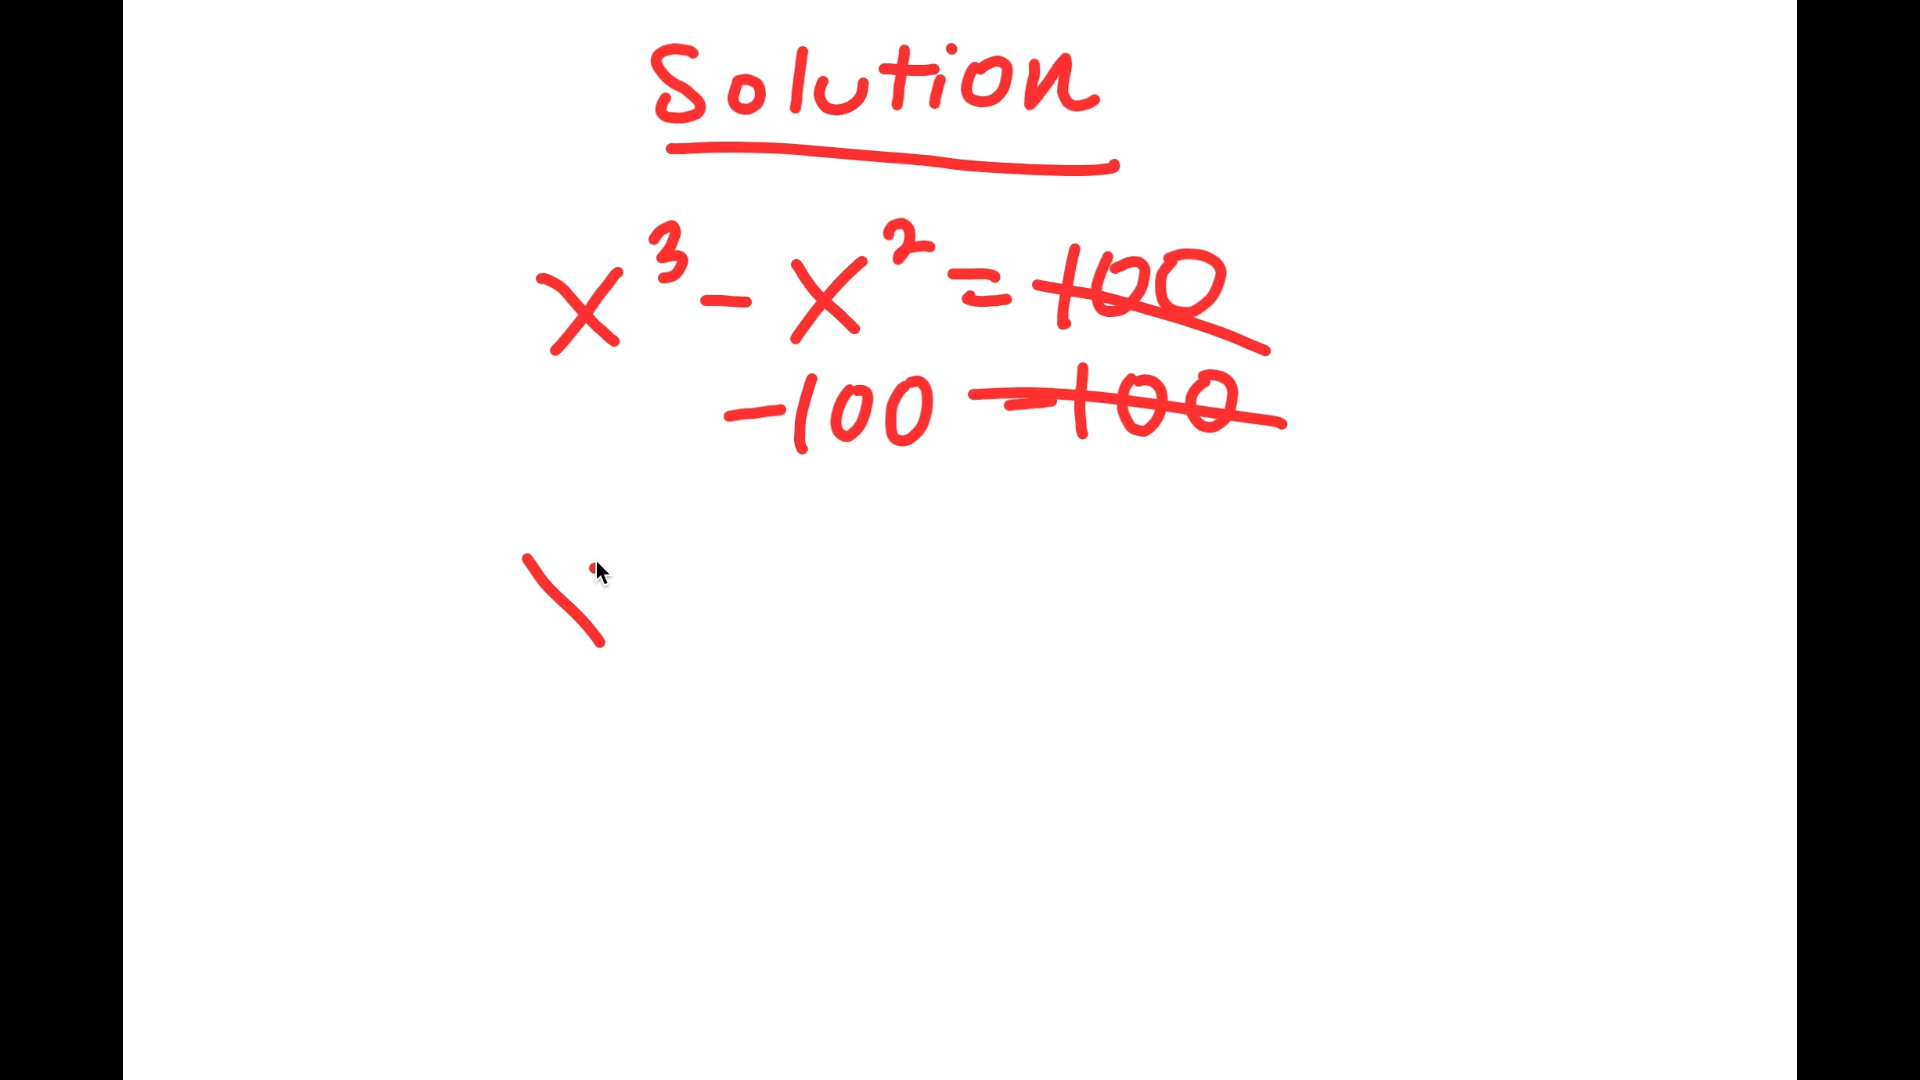 Solution
x³ - x² = 100
-100 - 100